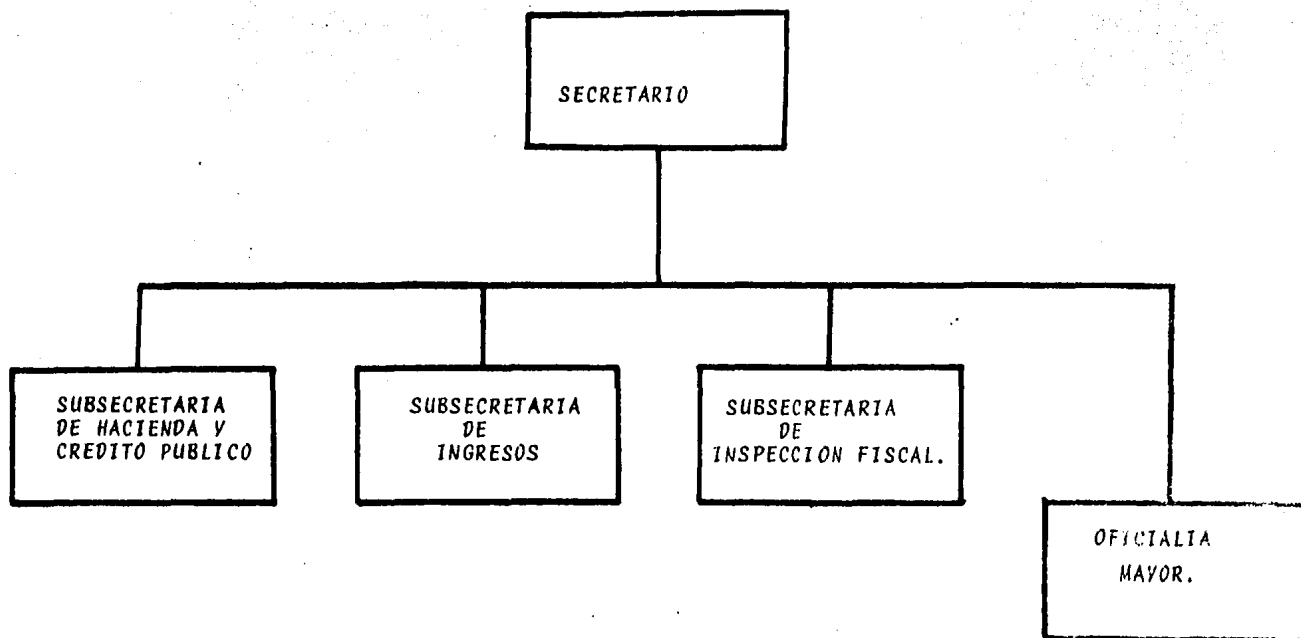 SECRETARIO
SUBSECRETARIA
DE HACIENDA Y
CREDITO PUBLICO
SUBSECRETARIA
DE
INGRESOS
SUBSECRETARIA
DE
INSPECCION FISCAL.
OFICIALIA
MAYOR.